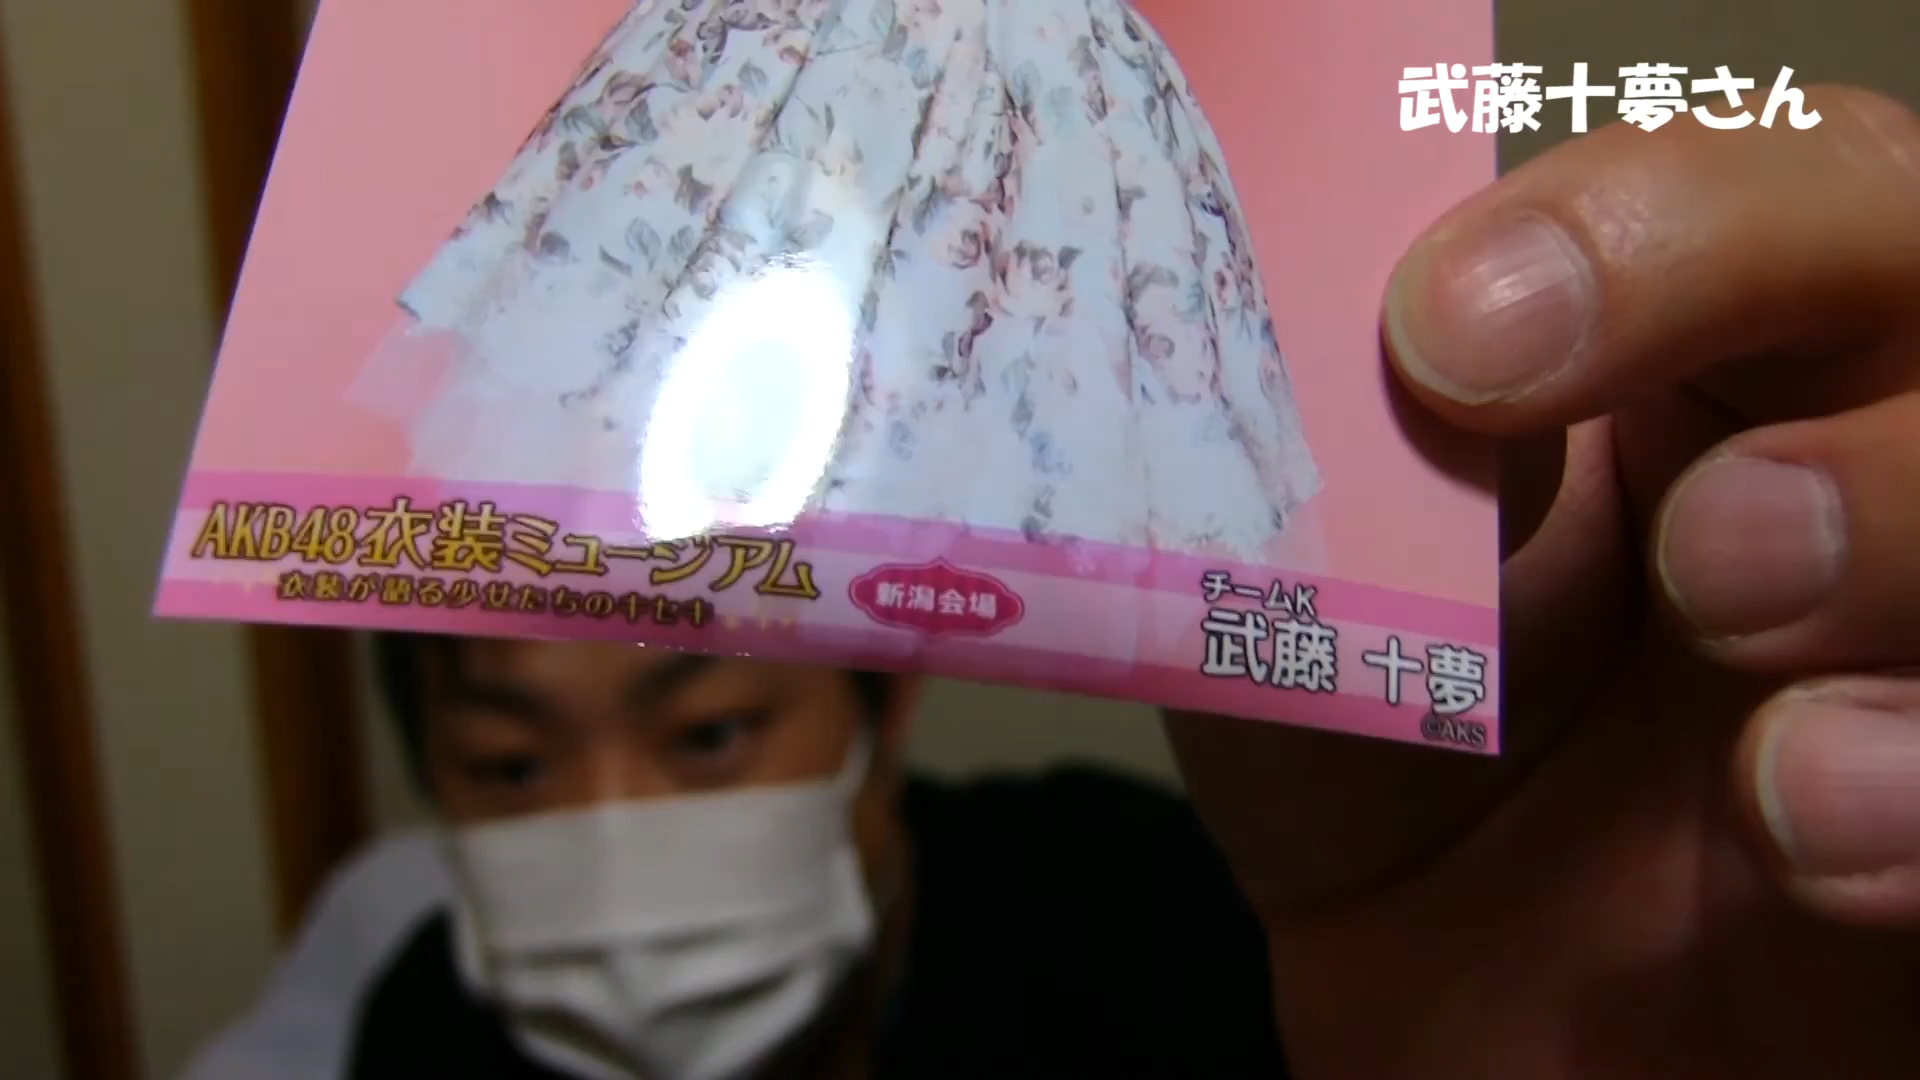 武藤十夢さん
AKB48衣装ミュージアム
衣装が語る少女たちのキセキ
新潟会場
チームK
武藤 十夢
©AKS